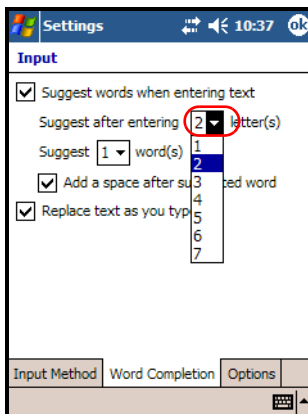 Settings 10:37 ok
Input
Suggest words when entering text
Suggest after entering 2 letter(s)
Suggest 1 word(s)
1
2
3
4
5
6
7
Add a space after su ted word
Replace text as you typ
Input Method Word Completion Options